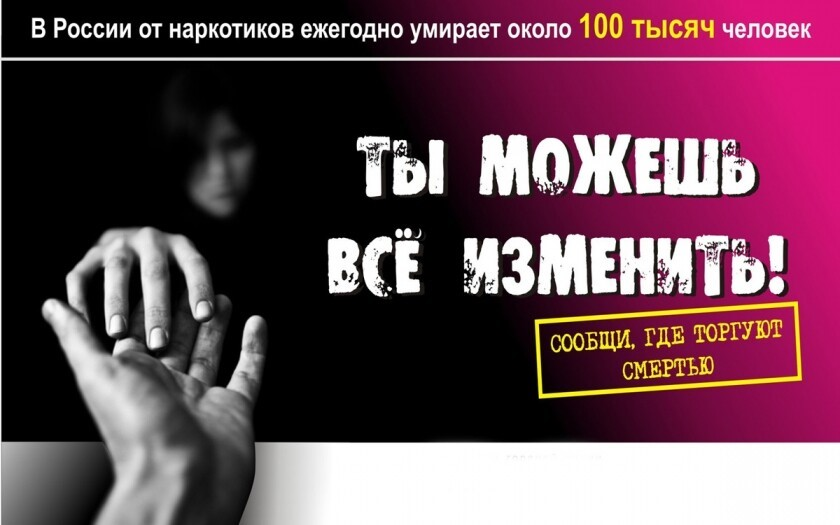 В России от наркотиков ежегодно умирает около 100 тысяч человек
ТЫ МОЖЕШЬ
ВСЁ ИЗМЕНИТЬ!
СООБЩИ, ГДЕ ТОРГУЮТ
СМЕРТЬЮ